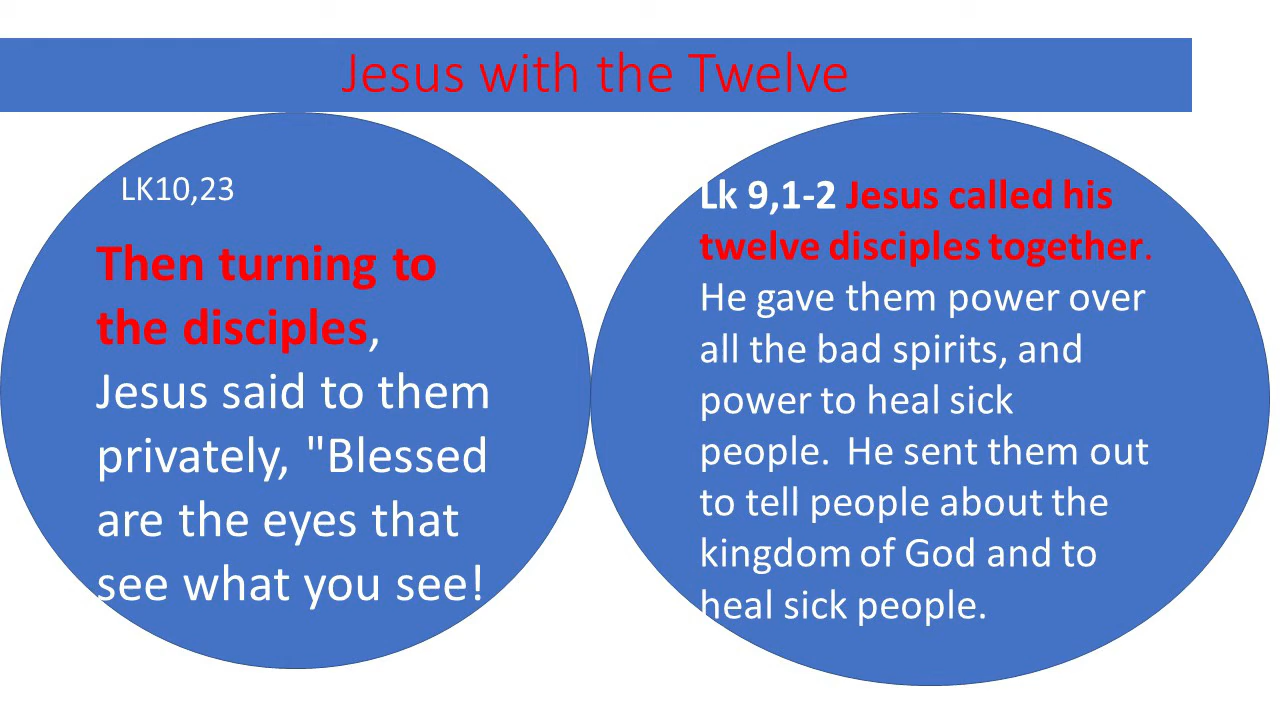 Jesus with the Twelve
LK10,23
Then turning to
the disciples,
Jesus said to them
privately, "Blessed
are the eyes that
see what you see!
Lk 9,1-2 Jesus called his
twelve disciples together.
He gave them power over
all the bad spirits, and
power to heal sick
people.  He sent them out
to tell people about the
kingdom of God and to
heal sick people.